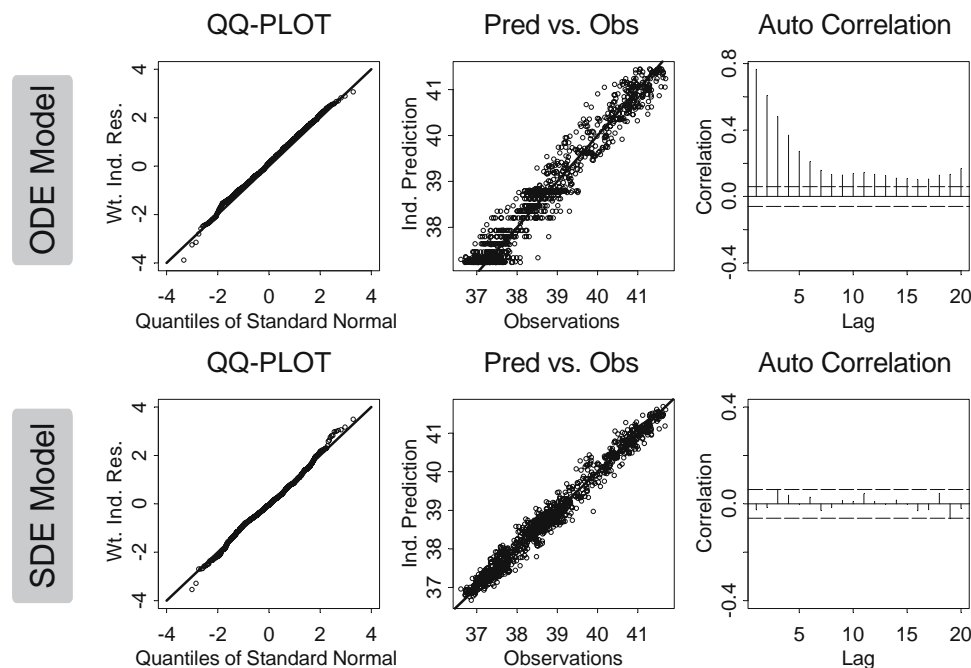 QQ-PLOT
Pred vs. Obs
Auto Correlation
ODE Model
Wt. Ind. Res.
4
2
0
-2
-4
-4 -2 0 2 4
Quantiles of Standard Normal
Ind. Prediction
41
40
39
38
37 38 39 40 41
Observations
Correlation
0.8
0.4
0.0
-0.4
5 10 15 20
Lag
QQ-PLOT
Pred vs. Obs
Auto Correlation
SDE Model
Wt. Ind. Res.
4
2
0
-2
-4
-4 -2 0 2 4
Quantiles of Standard Normal
Ind. Prediction
41
40
39
38
37
37 38 39 40 41
Observations
Correlation
0.4
0.0
-0.4
5 10 15 20
Lag